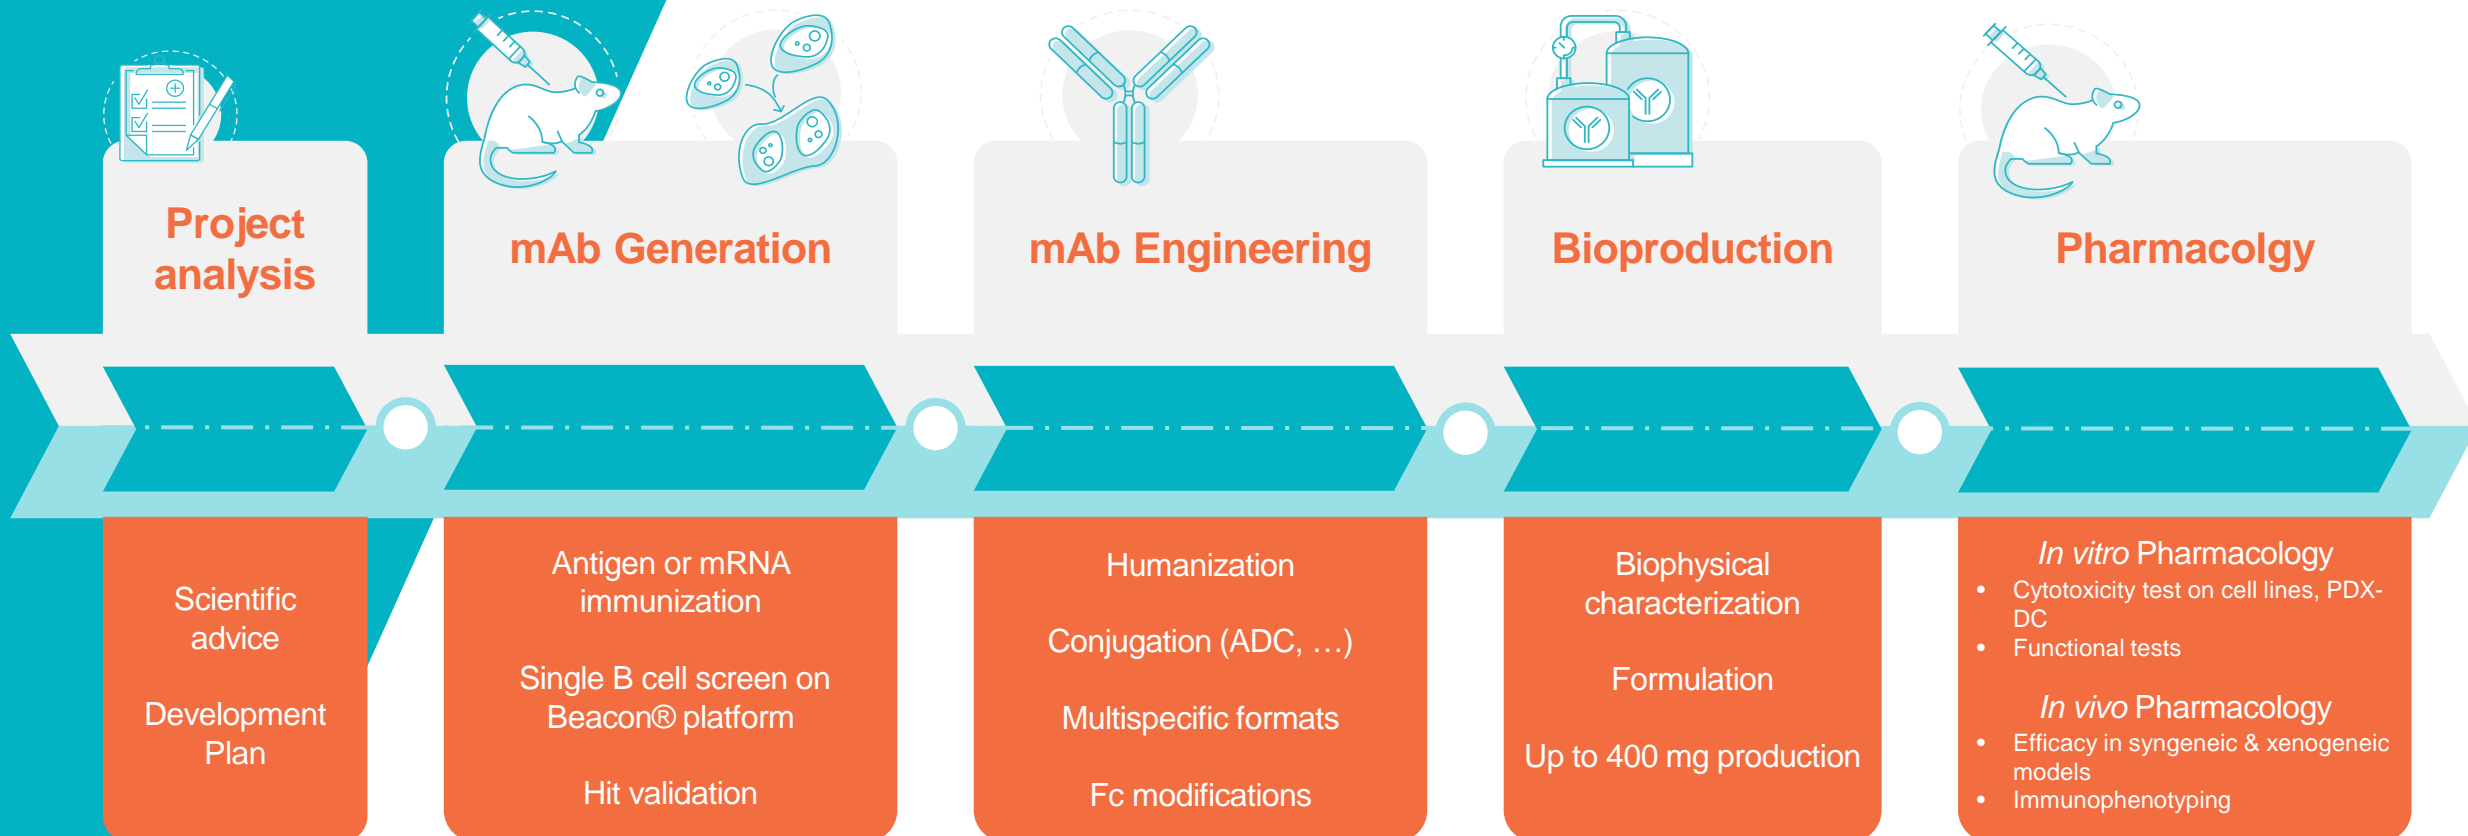 Project
analysis
mAb Generation
mAb Engineering
Bioproduction
Pharmacolgy
Scientific
advice
Development
Plan
Antigen or mRNA
immunization
Single B cell screen on
Beacon® platform
Hit validation
Humanization
Conjugation (ADC, …)
Multispecific formats
Fc modifications
Biophysical
characterization
Formulation
Up to 400 mg production
In vitro Pharmacology
• Cytotoxicity test on cell lines, PDX-
DC
• Functional tests
In vivo Pharmacology
• Efficacy in syngeneic & xenogeneic
models
• Immunophenotyping